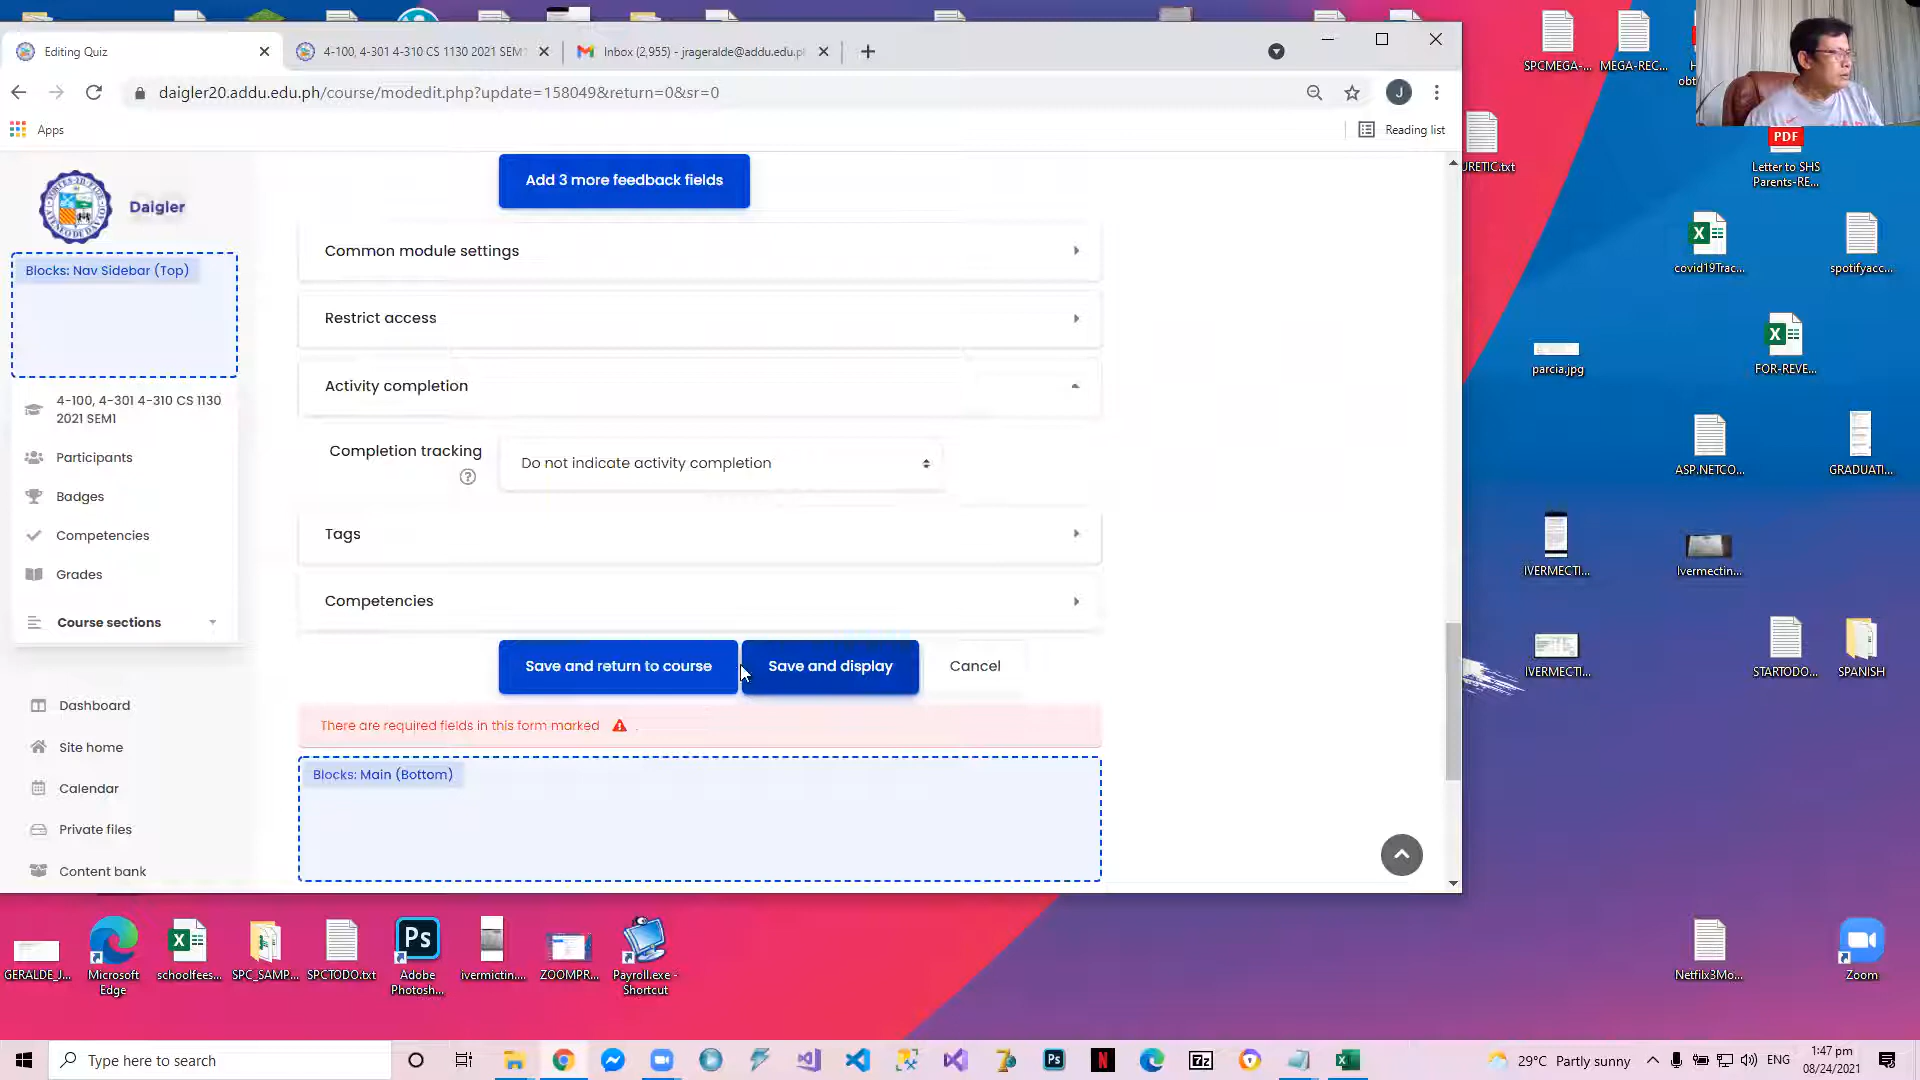 Editing Quiz
4-100, 4-301 4-310 CS 1130 2021 SEM1
Inbox (2,955) - jrageralde@addu.edu.p
daigler20.addu.edu.ph/course/modedit.php?update=158049&return=0&sr=0
J
Apps
Reading list
Daigler
Blocks: Nav Sidebar (Top)
4-100, 4-301 4-310 CS 1130
2021 SEM1
Participants
Badges
Competencies
Grades
Course sections
Dashboard
Site home
Calendar
Private files
Content bank
Add 3 more feedback fields
Common module settings
Restrict access
Activity completion
Completion tracking
Do not indicate activity completion
Tags
Competencies
Save and return to course
Save and display
Cancel
There are required fields in this form marked
Blocks: Main (Bottom)
SPCMEGA-...
MEGA-REC...
URETIC.txt
PDF
Letter to SHS
Parents-RE...
covid19Trac...
spotifyacc...
parcia.jpg
FOR-REVE...
ASP.NETCO...
GRADUATI...
IVERMECTI...
Ivermectin...
IVERMECTI...
STARTODO...
SPANISH
GERALDE_J...
Microsoft
Edge
schoolfees...
SPC_SAMP...
SPCTODO.txt
Ps
Adobe
Photosh...
ivermictin....
ZOOMPR...
Payroll.exe -
Shortcut
Netfilx3Mo...
Zoom
Type here to search
29°C Partly sunny
ENG
1:47 pm
08/24/2021